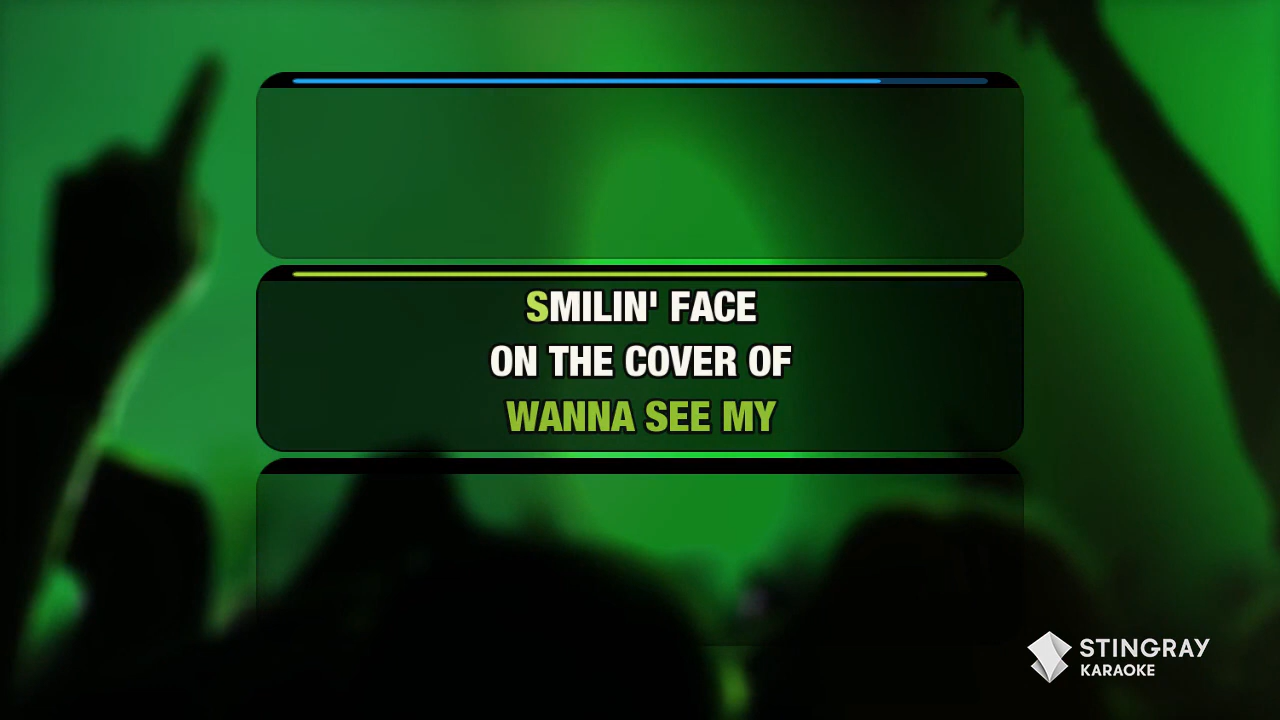 SMILIN' FACE
ON THE COVER OF
WANNA SEE MY
STINGRAY
KARAOKE